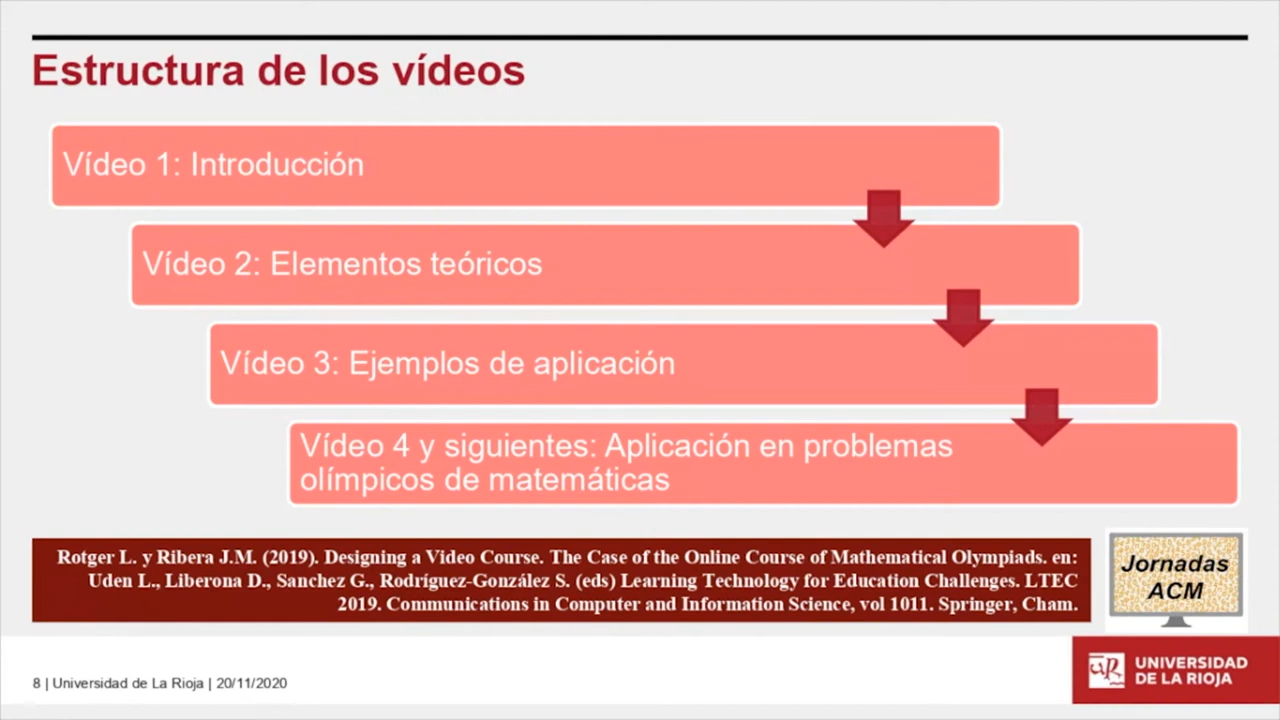 Estructura de los vídeos
Vídeo 1: Introducción
Vídeo 2: Elementos teóricos
Vídeo 3: Ejemplos de aplicación
Vídeo 4 y siguientes: Aplicación en problemas
olímpicos de matemáticas
Rotger L. y Ribera J.M. (2019). Designing a Video Course. The Case of the Online Course of Mathematical Olympiads. en:
Uden L., Liberona D., Sanchez G., Rodríguez-González S. (eds) Learning Technology for Education Challenges. LTEC
2019. Communications in Computer and Information Science, vol 1011. Springer, Cham.
Jornadas
ACM
8 | Universidad de La Rioja | 20/11/2020
UR
UNIVERSIDAD
DE LA RIOJA